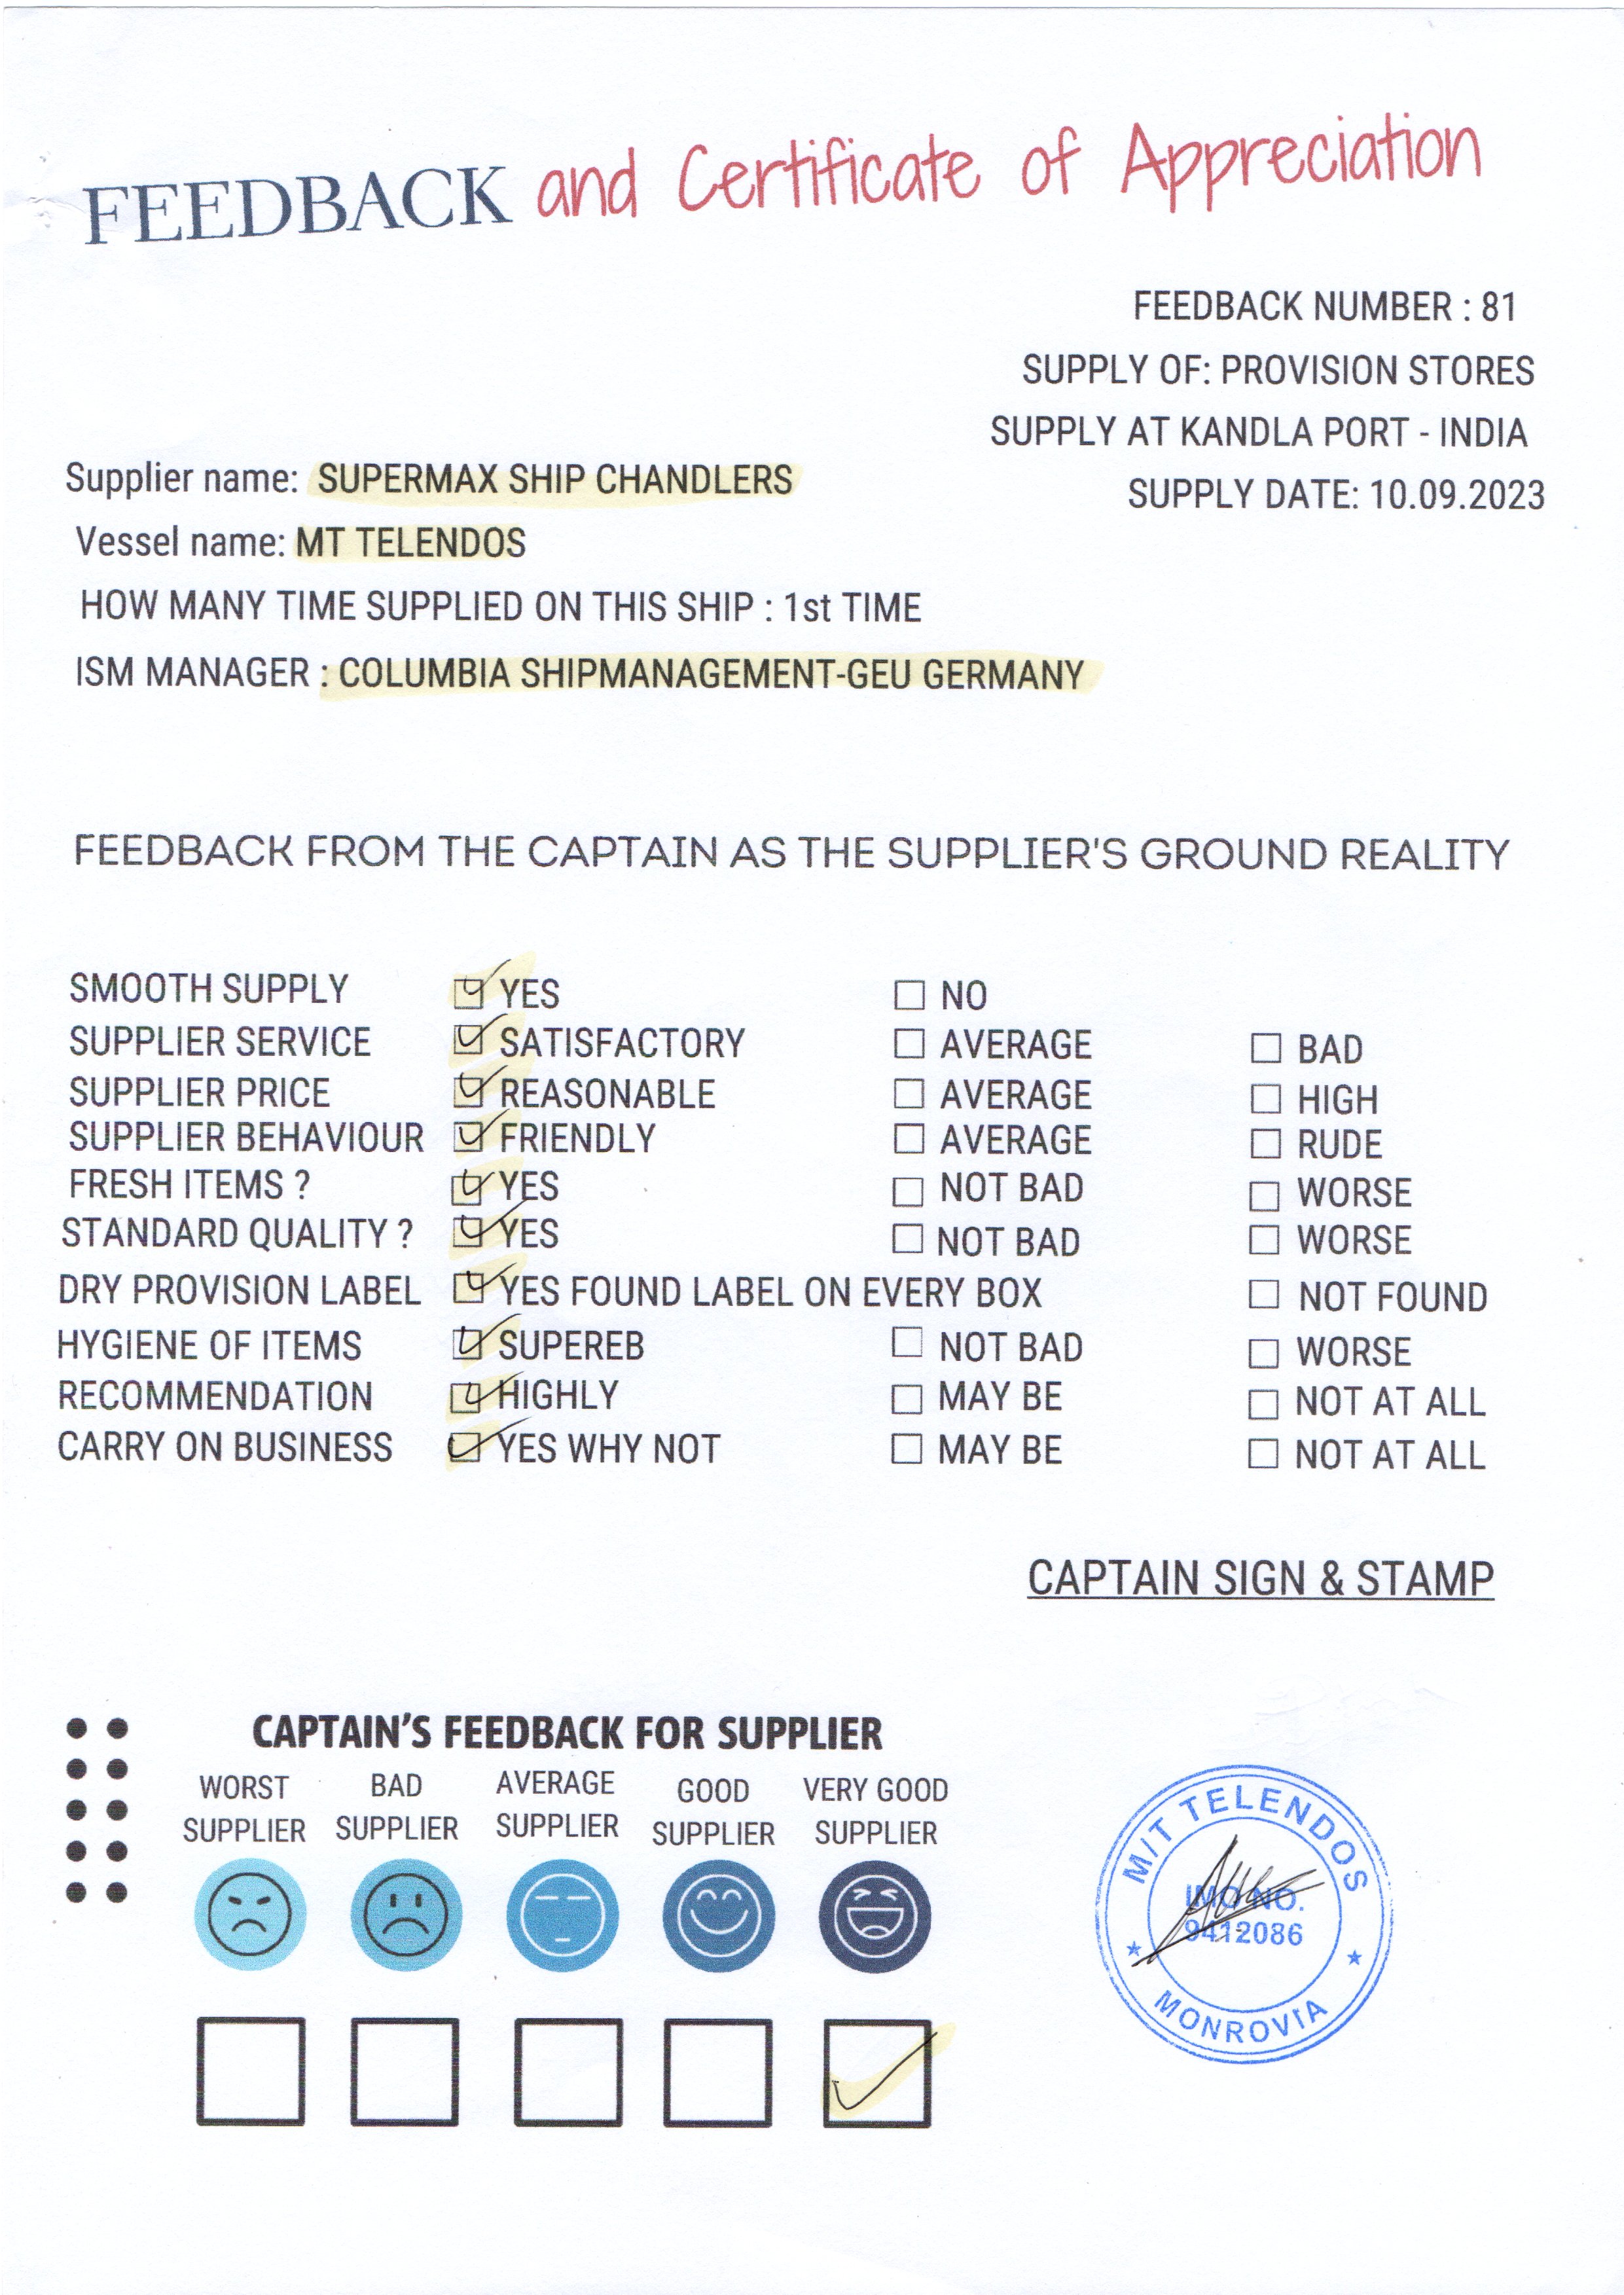 FEEDBACK and Certificate of Appreciation
FEEDBACK NUMBER : 81
SUPPLY OF: PROVISION STORES
SUPPLY AT KANDLA PORT - INDIA
SUPPLY DATE: 10.09.2023
Supplier name: SUPERMAX SHIP CHANDLERS
Vessel name: MT TELENDOS
HOW MANY TIME SUPPLIED ON THIS SHIP : 1st TIME
ISM MANAGER : COLUMBIA SHIPMANAGEMENT-GEU GERMANY
FEEDBACK FROM THE CAPTAIN AS THE SUPPLIER'S GROUND REALITY
SMOOTH SUPPLY YES NO
SUPPLIER SERVICE SATISFACTORY AVERAGE BAD
SUPPLIER PRICE REASONABLE AVERAGE HIGH
SUPPLIER BEHAVIOUR FRIENDLY AVERAGE RUDE
FRESH ITEMS ? YES NOT BAD WORSE
STANDARD QUALITY ? YES NOT BAD WORSE
DRY PROVISION LABEL YES FOUND LABEL ON EVERY BOX NOT FOUND
HYGIENE OF ITEMS SUPEREB NOT BAD WORSE
RECOMMENDATION HIGHLY MAY BE NOT AT ALL
CARRY ON BUSINESS YES WHY NOT MAY BE NOT AT ALL
CAPTAIN SIGN & STAMP
CAPTAIN'S FEEDBACK FOR SUPPLIER
WORST SUPPLIER
BAD SUPPLIER
AVERAGE SUPPLIER
GOOD SUPPLIER
VERY GOOD SUPPLIER
M/T TELENDOS
IMO NO.
9412086
MONROVIA